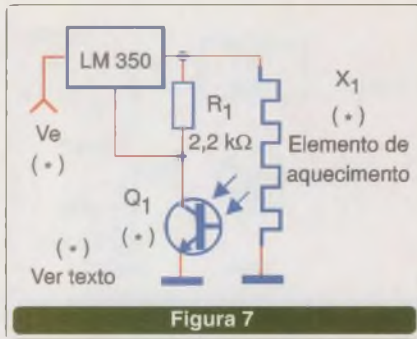 LM 350
R1
2,2 kΩ
X1
(*)
Elemento de
aquecimento
Ve
(*)
Q1
(*)
(*)
Ver texto
Figura 7